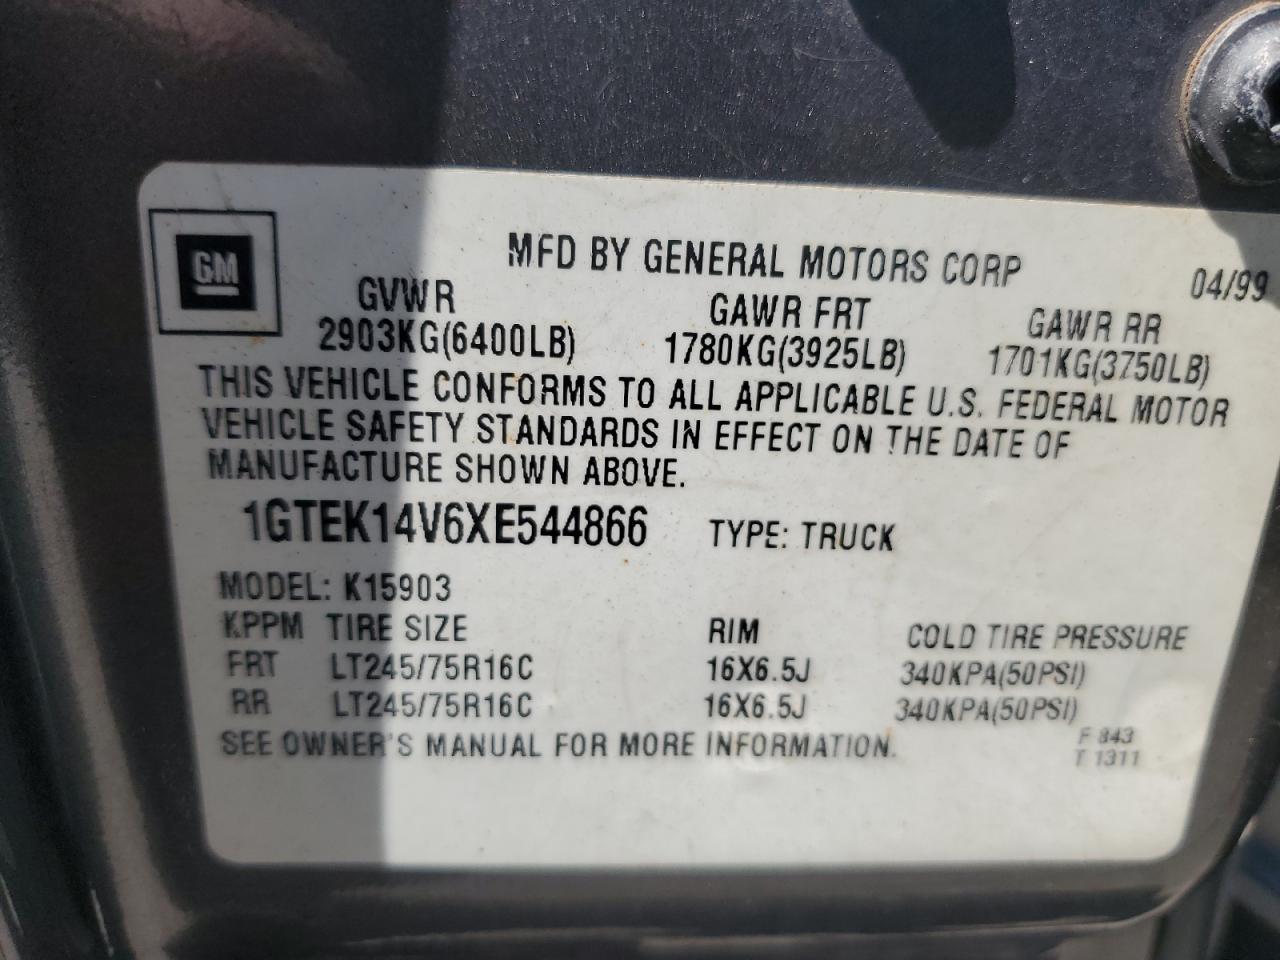 GM
MFD BY GENERAL MOTORS CORP 04/99
GVWR GAWR FRT GAWR RR
2903KG(6400LB) 1780KG(3925LB) 1701KG(3750LB)
THIS VEHICLE CONFORMS TO ALL APPLICABLE U.S. FEDERAL MOTOR
VEHICLE SAFETY STANDARDS IN EFFECT ON THE DATE OF
MANUFACTURE SHOWN ABOVE.
1GTEK14V6XE544866 TYPE: TRUCK
MODEL: K15903
KPPM TIRE SIZE RIM COLD TIRE PRESSURE
FRT LT245/75R16C 16X6.5J 340KPA(50PSI)
RR LT245/75R16C 16X6.5J 340KPA(50PSI)
SEE OWNER'S MANUAL FOR MORE INFORMATION. F 843
T 1311